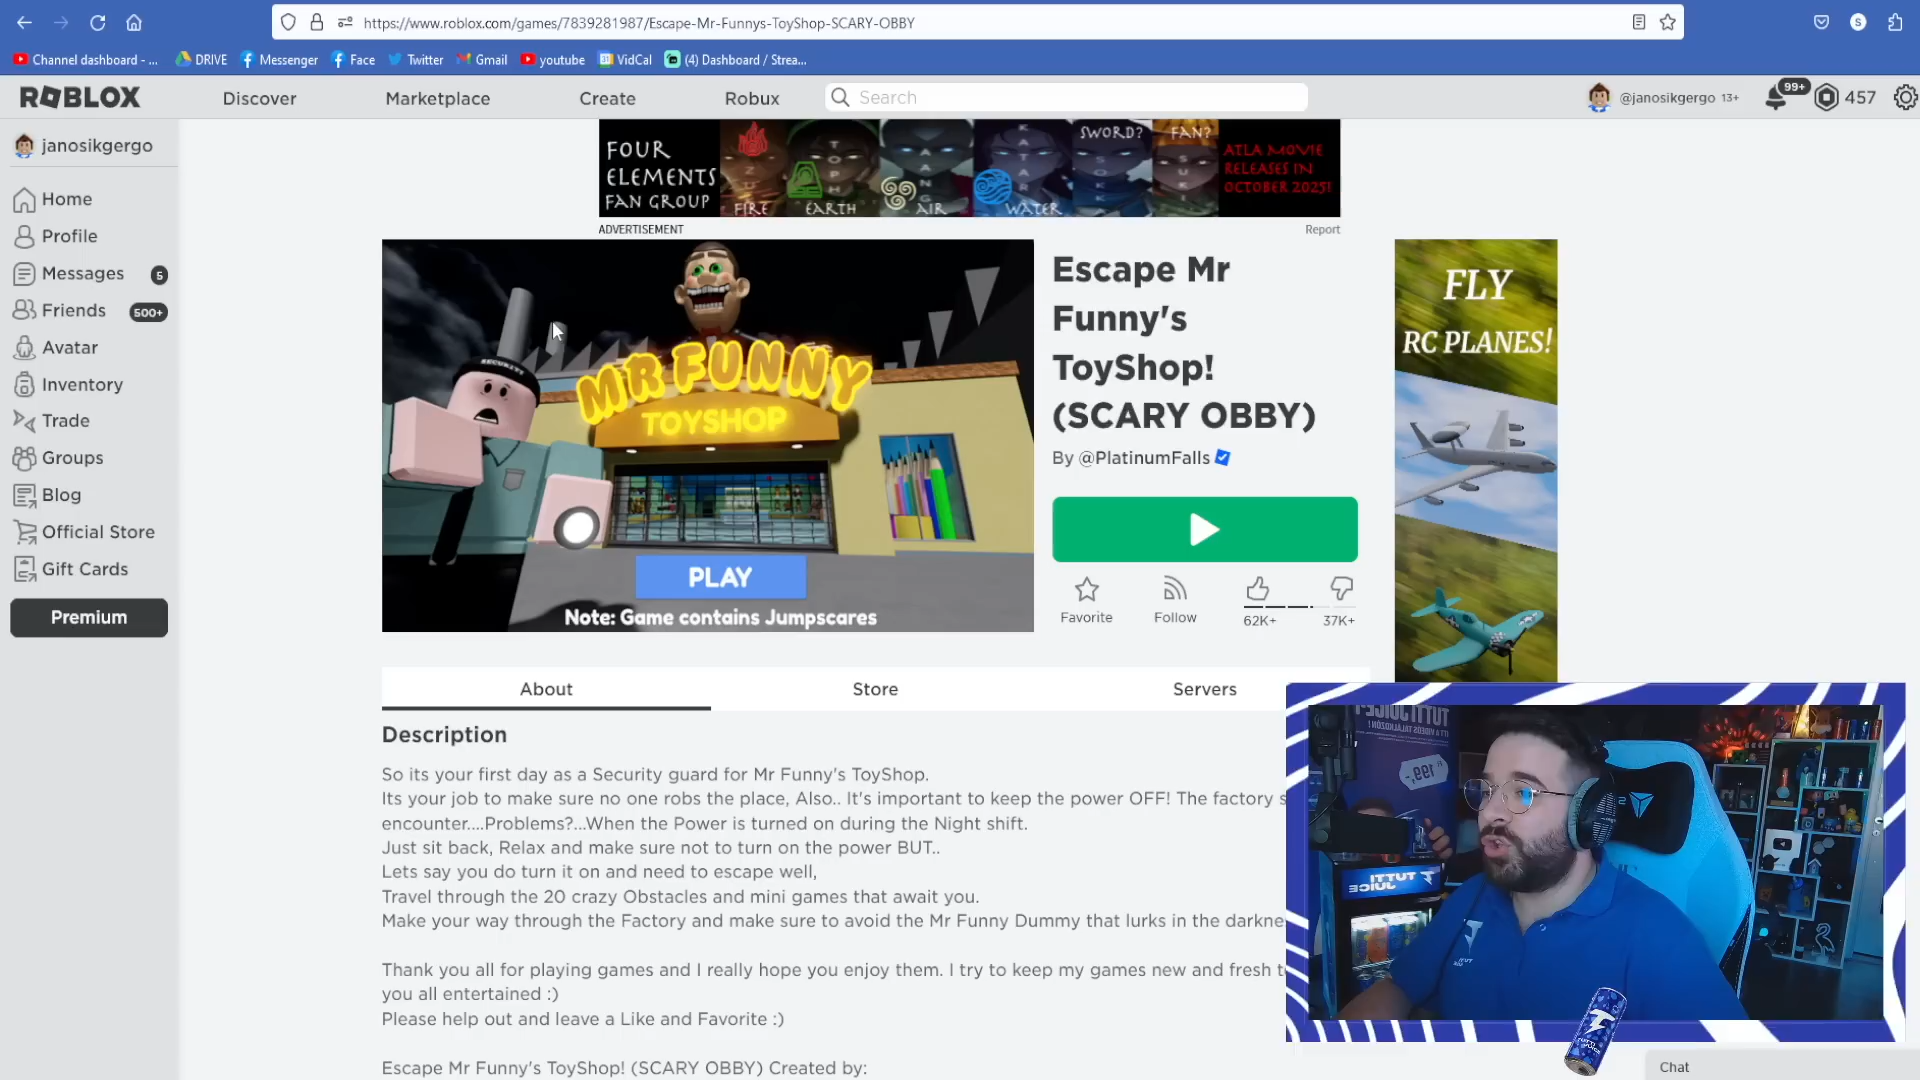 https://www.roblox.com/games/7839281987/Escape-Mr-Funnys-ToyShop-SCARY-OBBY
S
Channel dashboard - ...
DRIVE
Messenger
Face
Twitter
Gmail
youtube
VidCal
(4) Dashboard / Strea...
ROBLOX
Discover
Marketplace
Create
Robux
Search
@janosikgergo 13+
99+
457
janosikgergo
Home
Profile
Messages
5
Friends
500+
Avatar
Inventory
Trade
Groups
Blog
Official Store
Gift Cards
Premium
FOUR
ELEMENTS
FAN GROUP
FIRE
TOPH
EARTH
AANG
AIR
KATARA
WATER
SWORD?
SOKKA
FAN?
SUKI
ATLA MOVIE
RELEASES IN
OCTOBER 2025!
ADVERTISEMENT
Report
SECURITY
MR FUNNY
TOYSHOP
PLAY
Note: Game contains Jumpscares
Escape Mr
Funny's
ToyShop!
(SCARY OBBY)
By @PlatinumFalls
Favorite
Follow
62K+
37K+
FLY
RC PLANES!
About
Store
Servers
Description
So its your first day as a Security guard for Mr Funny's ToyShop.
Its your job to make sure no one robs the place, Also.. It's important to keep the power OFF! The factory s
encounter....Problems?...When the Power is turned on during the Night shift.
Just sit back, Relax and make sure not to turn on the power BUT..
Lets say you do turn it on and need to escape well,
Travel through the 20 crazy Obstacles and mini games that await you.
Make your way through the Factory and make sure to avoid the Mr Funny Dummy that lurks in the darkne
Thank you all for playing games and I really hope you enjoy them. I try to keep my games new and fresh t
you all entertained :)
Please help out and leave a Like and Favorite :)
Escape Mr Funny's ToyShop! (SCARY OBBY) Created by:
TUTTI JUICE
199,-
TUTTI
JUICE
Chat